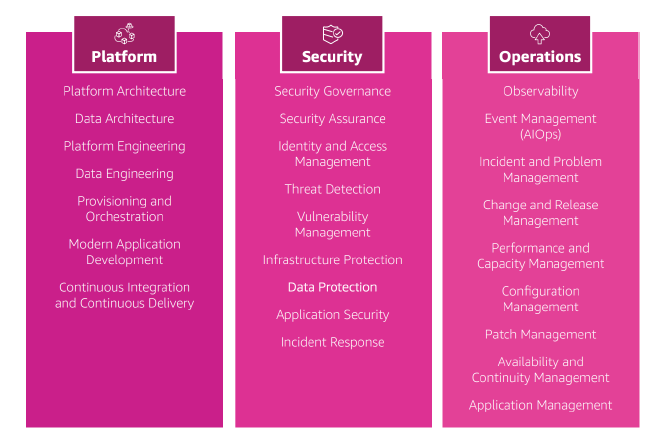 Platform
Platform Architecture
Data Architecture
Platform Engineering
Data Engineering
Provisioning and
Orchestration
Modern Application
Development
Continuous Integration
and Continuous Delivery
Security
Security Governance
Security Assurance
Identity and Access
Management
Threat Detection
Vulnerability
Management
Infrastructure Protection
Data Protection
Application Security
Incident Response
Operations
Observability
Event Management
(AIOps)
Incident and Problem
Management
Change and Release
Management
Performance and
Capacity Management
Configuration
Management
Patch Management
Availability and
Continuity Management
Application Management